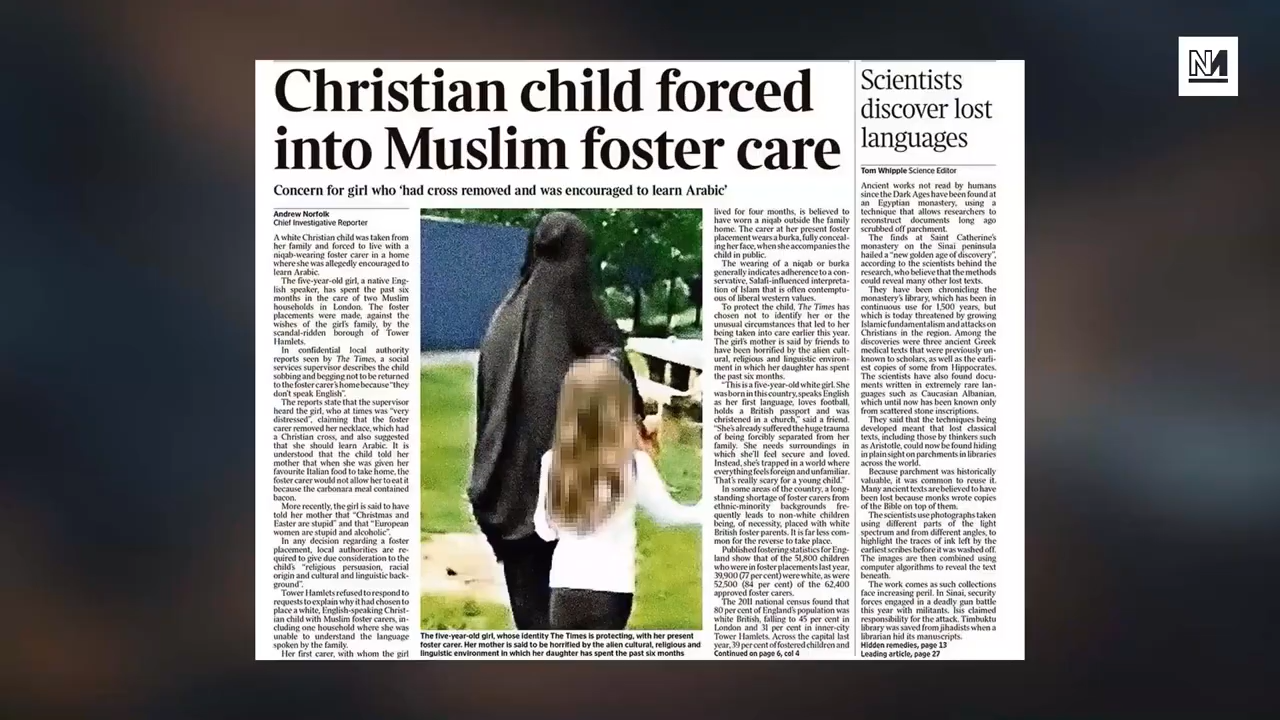 NM
Christian child forced
into Muslim foster care
Concern for girl who ‘had cross removed and was encouraged to learn Arabic’
Andrew Norfolk
Chief Investigative Reporter
A white Christian child was taken from
her family and forced to live with a
niqab-wearing foster carer in a home
where she was allegedly encouraged to
learn Arabic.
The five-year-old girl, a native Eng-
lish speaker, has spent the past six
months in the care of two Muslim
households in London. The foster
placements were made, against the
wishes of the girl's family, by the
scandal-ridden borough of Tower
Hamlets.
In confidential local authority
reports seen by The Times, a social
services supervisor describes the child
sobbing and begging not to be returned
to the foster carer's home because “they
don't speak English”.
The reports state that the supervisor
heard the girl, who at times was “very
distressed”, claiming that the foster
carer removed her necklace, which had
a Christian cross, and also suggested
that she should learn Arabic. It is
understood that the child told her
mother that when she was given her
favourite Italian food to take home, the
foster carer would not allow her to eat it
because the carbonara meal contained
bacon.
More recently, the girl is said to have
told her mother that “Christmas and
Easter are stupid” and that “European
women are stupid and alcoholic”.
In any decision regarding a foster
placement, local authorities are re-
quired to give due consideration to the
child's “religious persuasion, racial
origin and cultural and linguistic back-
ground”.
Tower Hamlets refused to respond to
requests to explain why it had chosen to
place a white, English-speaking Christ-
ian child with Muslim foster carers, in-
cluding one household where she was
unable to understand the language
spoken by the family.
Her first carer, with whom the girl
The five-year-old girl, whose identity The Times is protecting, with her present
foster carer. Her mother is said to be horrified by the alien cultural, religious and
linguistic environment in which her daughter has spent the past six months
lived for four months, is believed to
have worn a niqab outside the family
home. The carer at her present foster
placement wears a burka, fully conceal-
ing her face, when she accompanies the
child in public.
The wearing of a niqab or burka
generally indicates adherence to a con-
servative, Salafi-influenced interpreta-
tion of Islam that is often contemptu-
ous of liberal western values.
To protect the child, The Times has
chosen not to identify her or the
unusual circumstances that led to her
being taken into care earlier this year.
The girl's mother is said by friends to
have been horrified by the alien cult-
ural, religious and linguistic environ-
ment in which her daughter has spent
the past six months.
“This is a five-year-old white girl. She
was born in this country, speaks English
as her first language, loves football,
holds a British passport and was
christened in a church,” said a friend.
“She's already suffered the huge trauma
of being forcibly separated from her
family. She needs surroundings in
which she'll feel secure and loved.
Instead, she's trapped in a world where
everything feels foreign and unfamiliar.
That's really scary for a young child.”
In some areas of the country, a long-
standing shortage of foster carers from
ethnic-minority backgrounds fre-
quently leads to non-white children
being, of necessity, placed with white
British foster parents. It is far less com-
mon for the reverse to take place.
Published fostering statistics for Eng-
land show that of the 51,800 children
who were in foster placements last year,
39,900 (77 per cent) were white, as were
52,500 (84 per cent) of the 62,400
approved foster carers.
The 2011 national census found that
80 per cent of England's population was
white British, falling to 45 per cent in
London and 31 per cent in inner-city
Tower Hamlets. Across the capital last
year, 39 per cent of fostered children and
Continued on page 6, col 4
Scientists
discover lost
languages
Tom Whipple Science Editor
Ancient works not read by humans
since the Dark Ages have been found at
an Egyptian monastery, using a
technique that allows researchers to
reconstruct documents long ago
scrubbed off parchment.
The finds at Saint Catherine's
monastery on the Sinai peninsula
hailed a “new golden age of discovery”,
according to the scientists behind the
research, who believe that the methods
could reveal many other lost texts.
They have been chronicling the
monastery's library, which has been in
continuous use for 1,500 years, but
which is today threatened by growing
Islamic fundamentalism and attacks on
Christians in the region. Among the
discoveries were three ancient Greek
medical texts that were previously un-
known to scholars, as well as the earli-
est copies of some from Hippocrates.
The scientists have also found docu-
ments written in extremely rare lan-
guages such as Caucasian Albanian,
which until now has been known only
from scattered stone inscriptions.
They said that the techniques being
developed meant that lost classical
texts, including those by thinkers such
as Aristotle, could now be found hiding
in plain sight on parchments in libraries
across the world.
Because parchment was historically
valuable, it was common to reuse it.
Many ancient texts are believed to have
been lost because monks wrote copies
of the Bible on top of them.
The scientists use photographs taken
using different parts of the light
spectrum and from different angles, to
highlight the traces of ink left by the
earliest scribes before it was washed off.
The images are then combined using
computer algorithms to reveal the text
beneath.
The work comes as such collections
face increasing peril. In Sinai, security
forces engaged in a deadly gun battle
this year with militants. Isis claimed
responsibility for the attack. Timbuktu
library was saved from jihadists when a
librarian hid its manuscripts.
Hidden remedies, page 13
Leading article, page 27